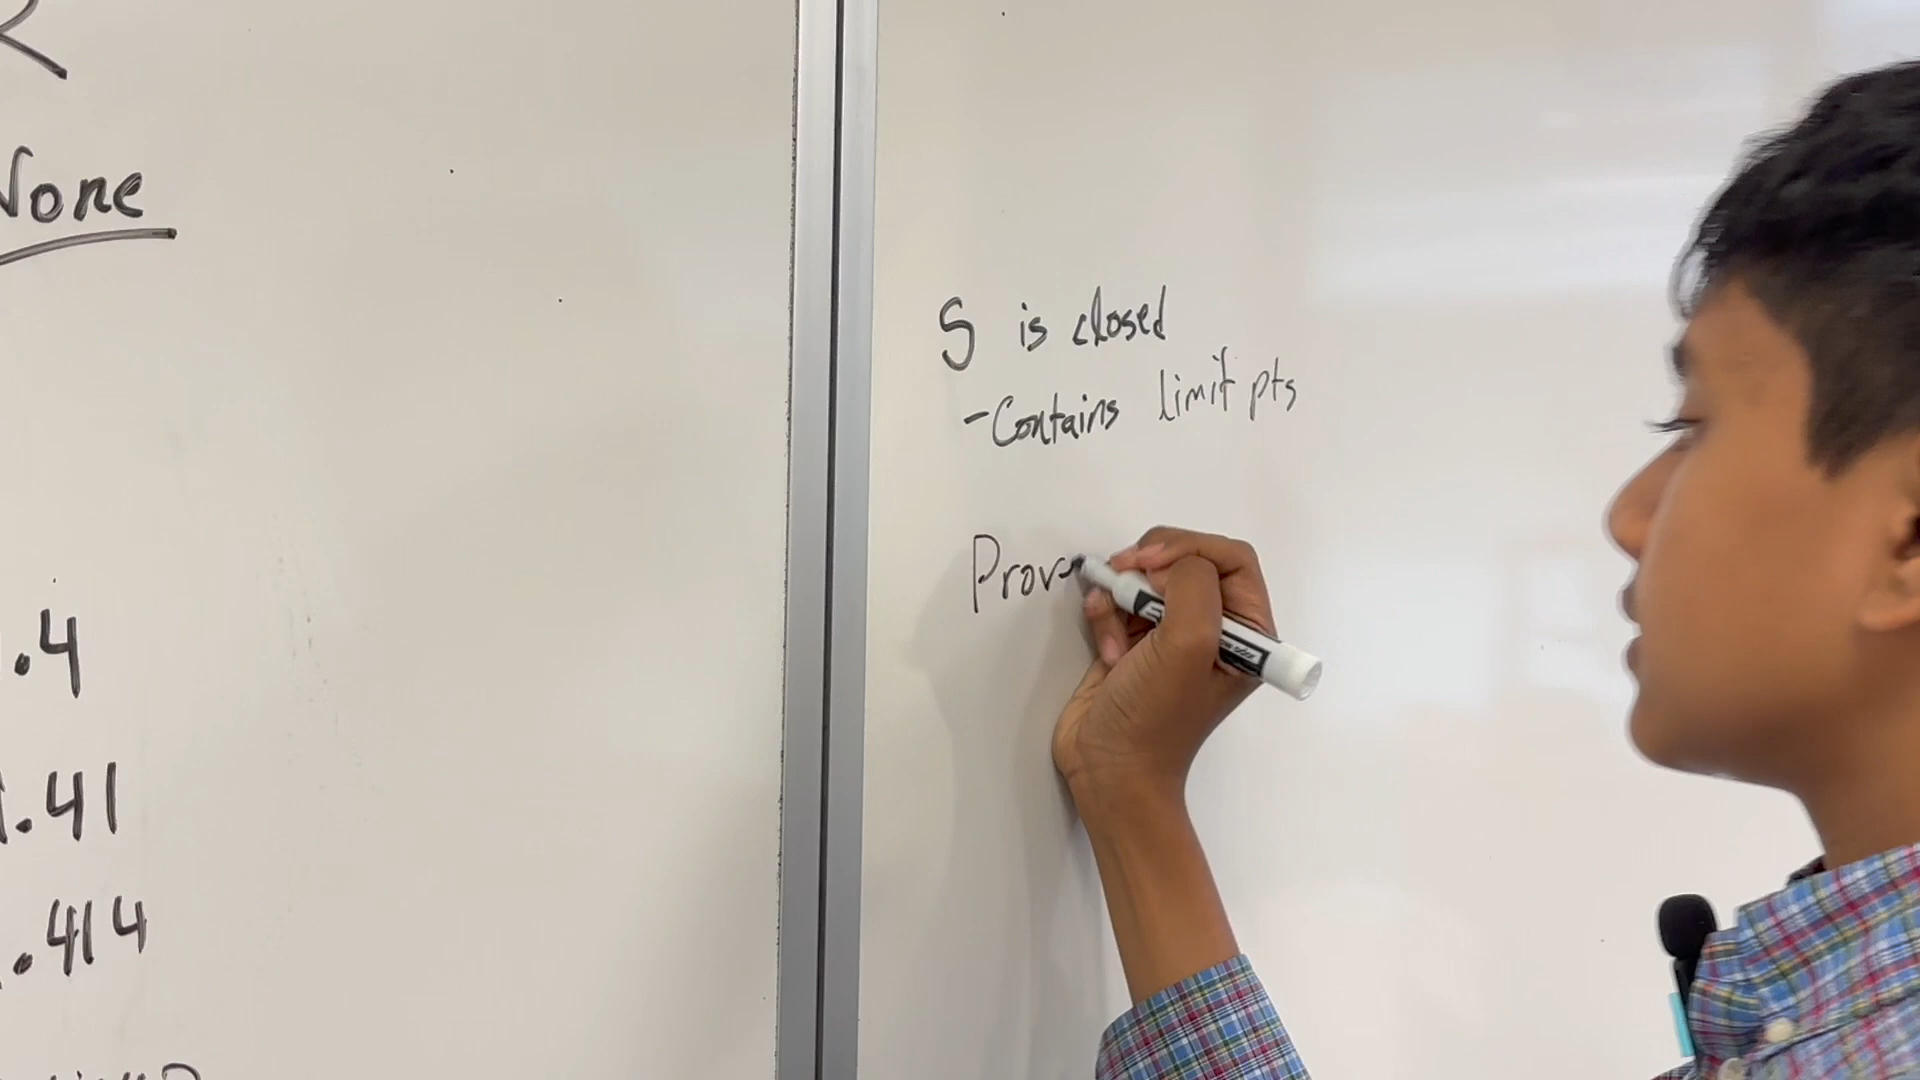 None
.4
.41
.414
S is closed
- Contains limit pts
Prove